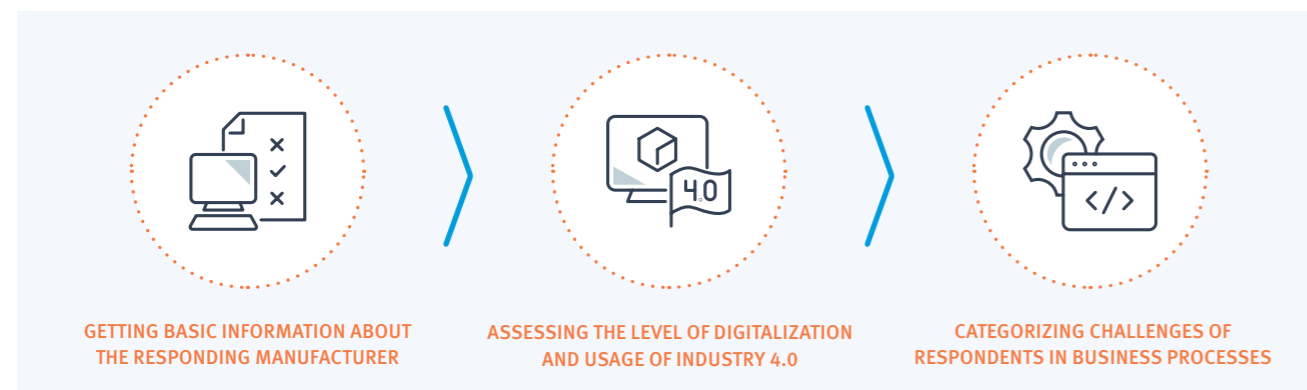 4.0
</>
GETTING BASIC INFORMATION ABOUT
THE RESPONDING MANUFACTURER
ASSESSING THE LEVEL OF DIGITALIZATION
AND USAGE OF INDUSTRY 4.0
CATEGORIZING CHALLENGES OF
RESPONDENTS IN BUSINESS PROCESSES